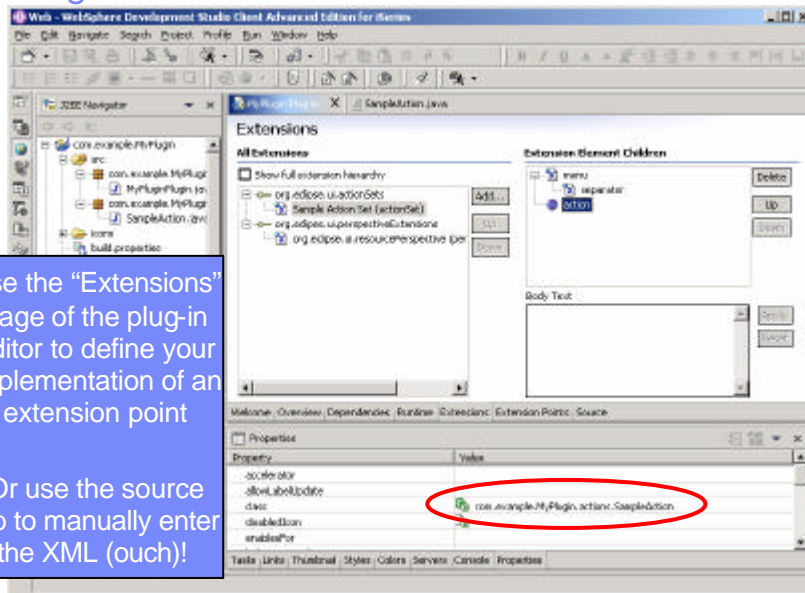 Web - WebSphere Development Studio Client Advanced Edition for iSeries
File Edit Navigate Search Project Profile Run Window Help
J2EE Navigator
com.example.MyPlugin
src
com.example.MyPlugi
MyPluginPlugin.jav
com.example.MyPlugi
SampleAction.java
icons
build.properties
SampleAction.java
Extensions
All Extensions
Show full extension hierarchy
org.eclipse.ui.actionSets
Sample Action Set (actionSet)
org.eclipse.ui.perspectiveExtensions
org.eclipse.ui.resourcePerspective (per
Add...
Up
Down
Extension Element Children
menu
separator
action
Delete
Up
Down
Body Text
Apply
Reset
Welcome Overview Dependencies Runtime Extensions Extension Points Source
Properties
Property Value
accelerator
allowLabelUpdate
class com.example.MyPlugin.actions.SampleAction
disabledIcon
enablesFor
Tasks Links Thumbnail Styles Colors Servers Console Properties
se the “Extensions”
age of the plug-in
ditor to define your
plementation of an
extension point
Or use the source
b to manually enter
the XML (ouch)!